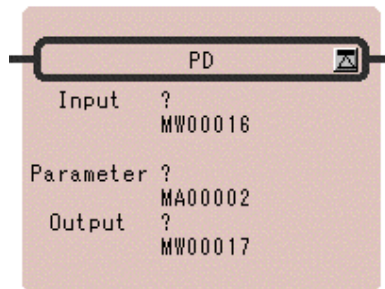 PD
Input ?
MW00016
Parameter ?
MA00002
Output ?
MW00017